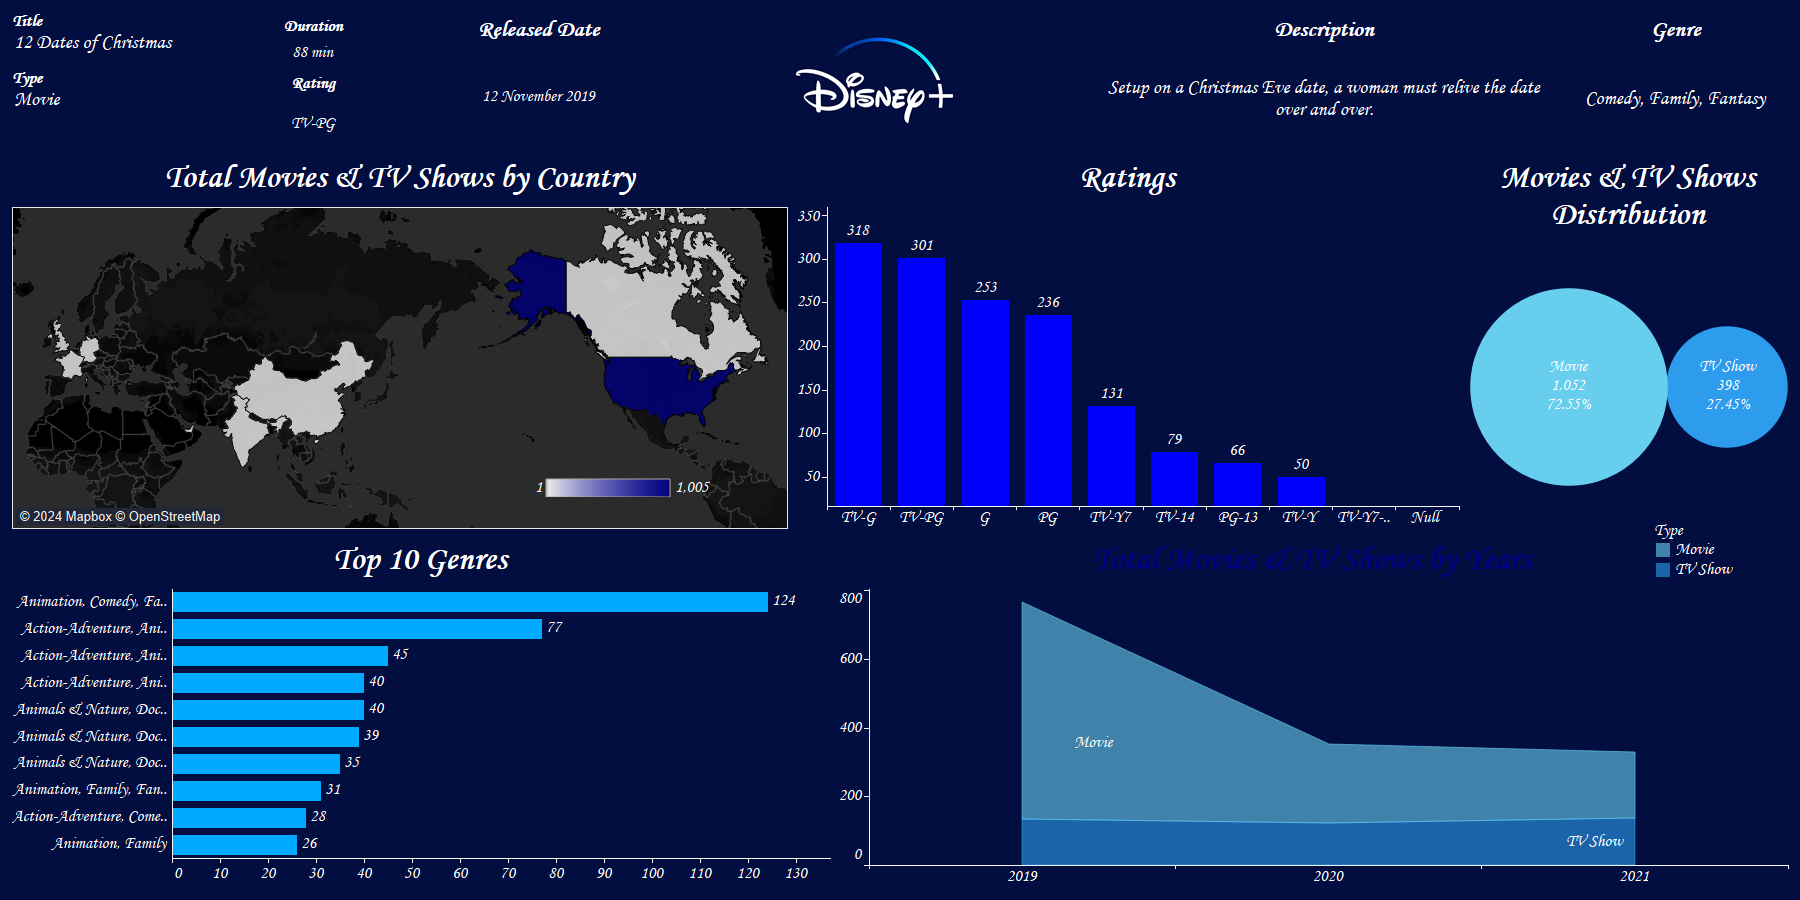 Title
12 Dates of Christmas
Type
Movie
Duration
88 min
Rating
TV-PG
Released Date
12 November 2019
Disney+
Description
Setup on a Christmas Eve date, a woman must relive the date
over and over.
Genre
Comedy, Family, Fantasy
Total Movies & TV Shows by Country
1
1,005
© 2024 Mapbox © OpenStreetMap
Ratings
350
300
250
200
150
100
50
318
301
253
236
131
79
66
50
TV-G
TV-PG
G
PG
TV-Y7
TV-14
PG-13
TV-Y
TV-Y7-..
Null
Movies & TV Shows
Distribution
Movie
1.052
72.55%
TV Show
398
27.45%
Top 10 Genres
Animation, Comedy, Fa.. 124
Action-Adventure, Ani.. 77
Action-Adventure, Ani.. 45
Action-Adventure, Ani.. 40
Animals & Nature, Doc.. 40
Animals & Nature, Doc.. 39
Animals & Nature, Doc.. 35
Animation, Family, Fan.. 31
Action-Adventure, Come.. 28
Animation, Family 26
0 10 20 30 40 50 60 70 80 90 100 110 120 130
Total Movies & TV Shows by Years
Type
Movie
TV Show
800
600
400
200
0
Movie
TV Show
2019 2020 2021